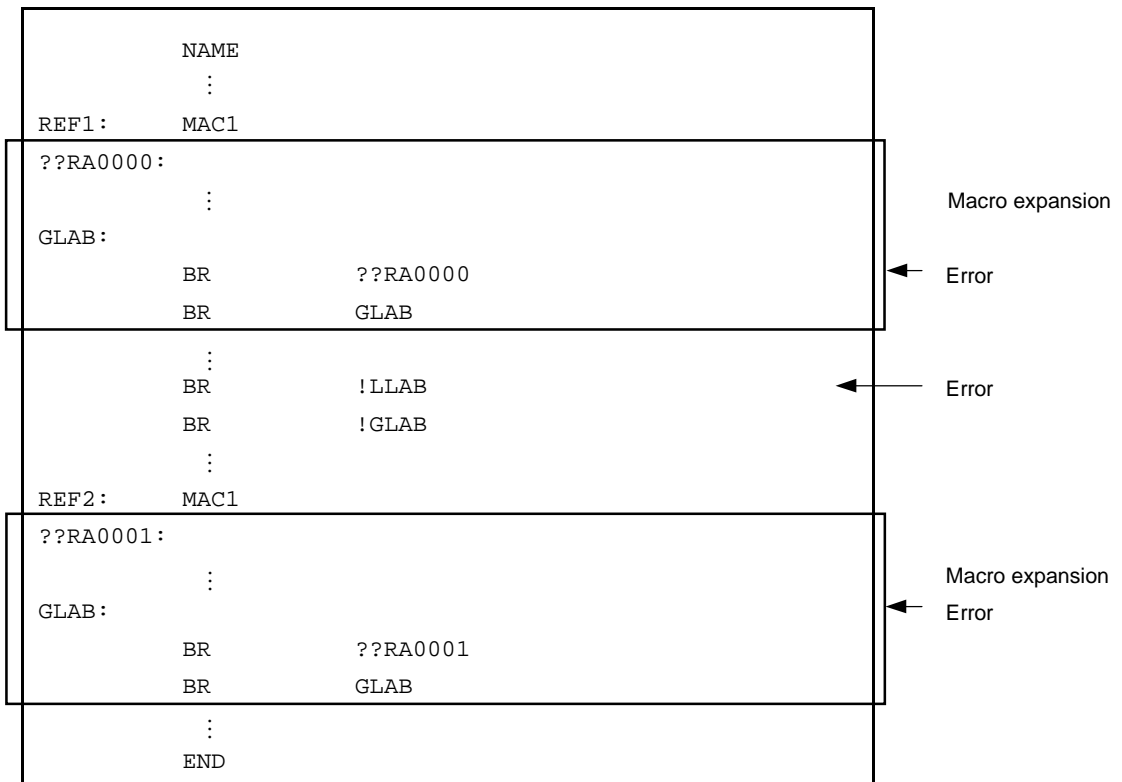 NAME
⋮
REF1: MAC1
??RA0000:
⋮ Macro expansion
GLAB:
BR ??RA0000 Error
BR GLAB
⋮
BR !LLAB Error
BR !GLAB
⋮
REF2: MAC1
??RA0001:
⋮ Macro expansion
GLAB: Error
BR ??RA0001
BR GLAB
⋮
END